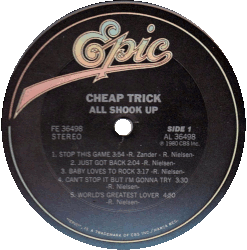 Epic
CHEAP TRICK
ALL SHOOK UP
FE 36498
STEREO
SIDE 1
AL 36498
℗ 1980 CBS Inc.
1. STOP THIS GAME 3:54 -R. Zander - R. Nielsen-
2. JUST GOT BACK 2:04 -R. Nielsen-
3. BABY LOVES TO ROCK 3:17 -R. Nielsen-
4. CAN'T STOP IT BUT I'M GONNA TRY 3:30
-R. Nielsen-
5. WORLD'S GREATEST LOVER 4:50
-R. Nielsen-